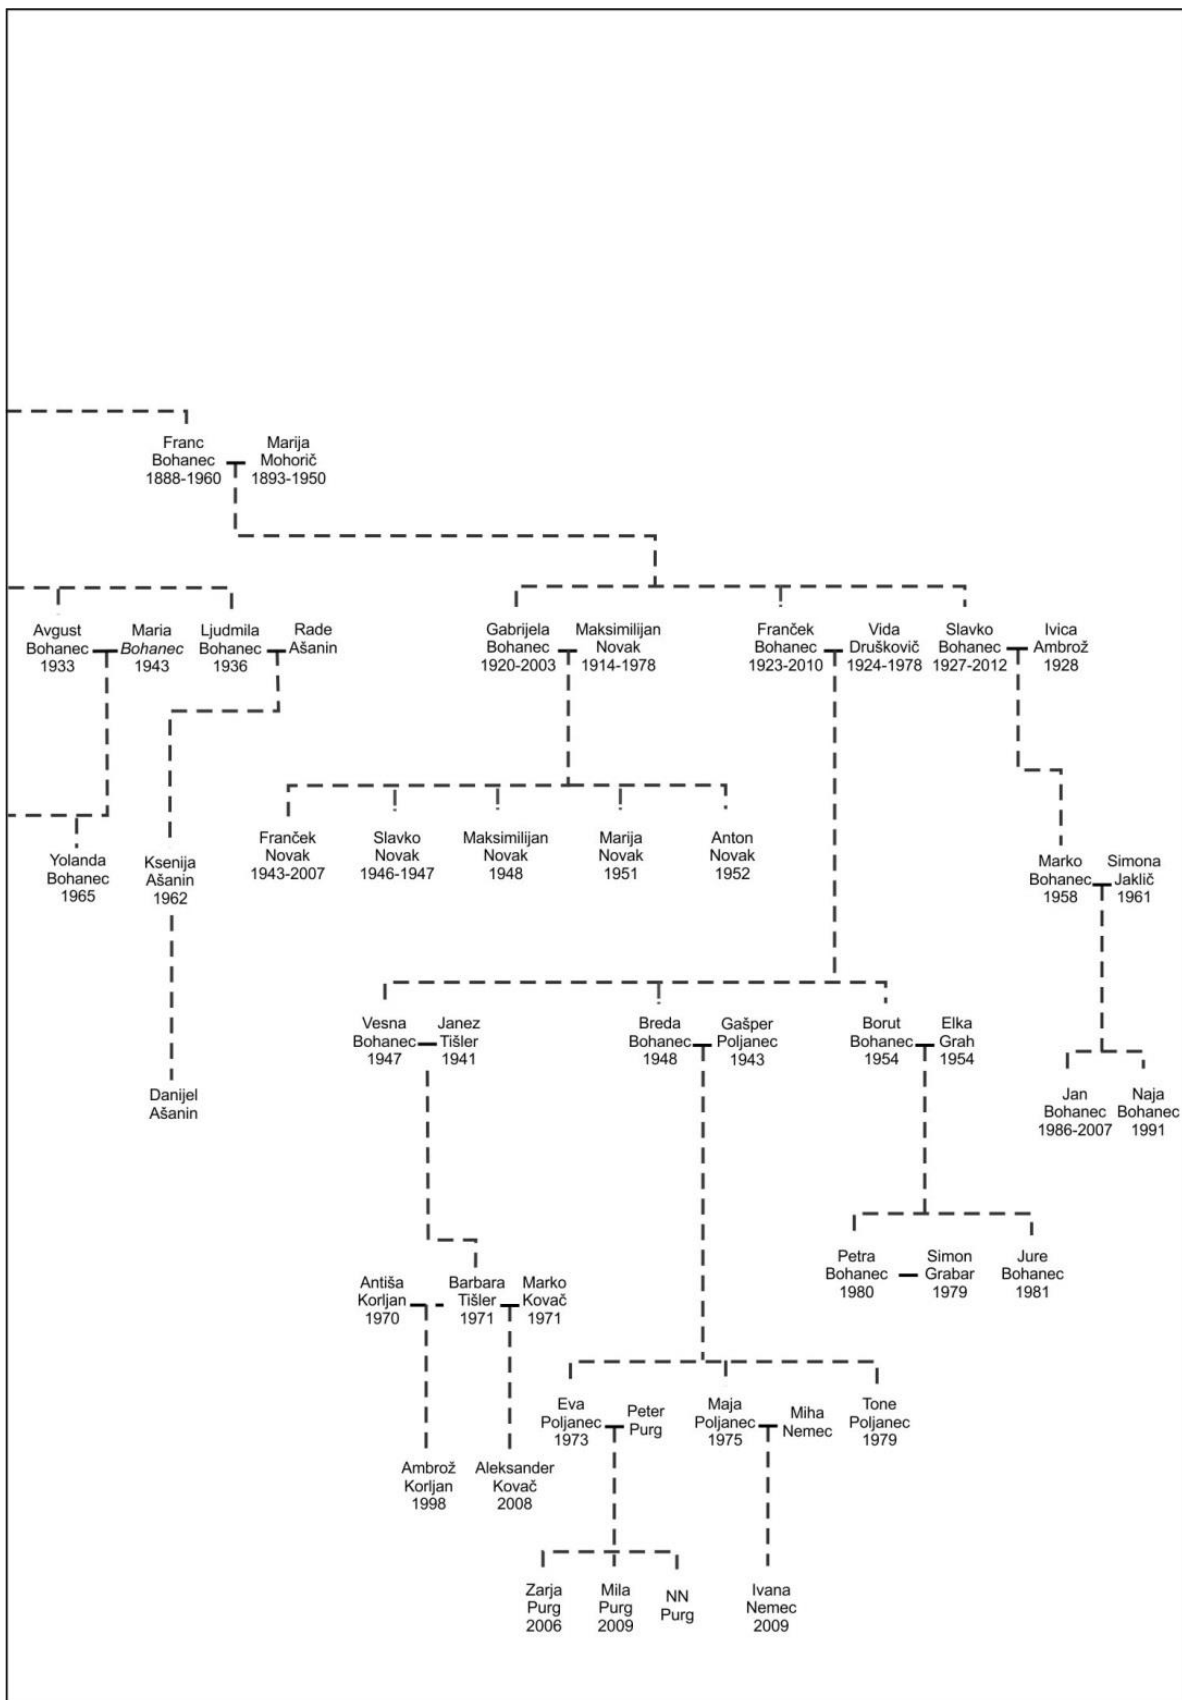 Franc
Bohanec
1888-1960
Marija
Mohorič
1893-1950
Avgust
Bohanec
1933
Maria
Bohanec
1943
Ljudmila
Bohanec
1936
Rade
Ašanin
Gabrijela
Bohanec
1920-2003
Maksimilijan
Novak
1914-1978
Franček
Bohanec
1923-2010
Vida
Druškovič
1924-1978
Slavko
Bohanec
1927-2012
Ivica
Ambrož
1928
Yolanda
Bohanec
1965
Ksenija
Ašanin
1962
Franček
Novak
1943-2007
Slavko
Novak
1946-1947
Maksimilijan
Novak
1948
Marija
Novak
1951
Anton
Novak
1952
Marko
Bohanec
1958
Simona
Jaklič
1961
Danijel
Ašanin
Vesna
Bohanec
1947
Janez
Tišler
1941
Breda
Bohanec
1948
Gašper
Poljanec
1943
Borut
Bohanec
1954
Elka
Grah
1954
Jan
Bohanec
1986-2007
Naja
Bohanec
1991
Petra
Bohanec
1980
Simon
Grabar
1979
Jure
Bohanec
1981
Antiša
Korljan
1970
Barbara
Tišler
1971
Marko
Kovač
1971
Eva
Poljanec
1973
Peter
Purg
Maja
Poljanec
1975
Miha
Nemec
Tone
Poljanec
1979
Ambrož
Korljan
1998
Aleksander
Kovač
2008
Zarja
Purg
2006
Mila
Purg
2009
NN
Purg
Ivana
Nemec
2009